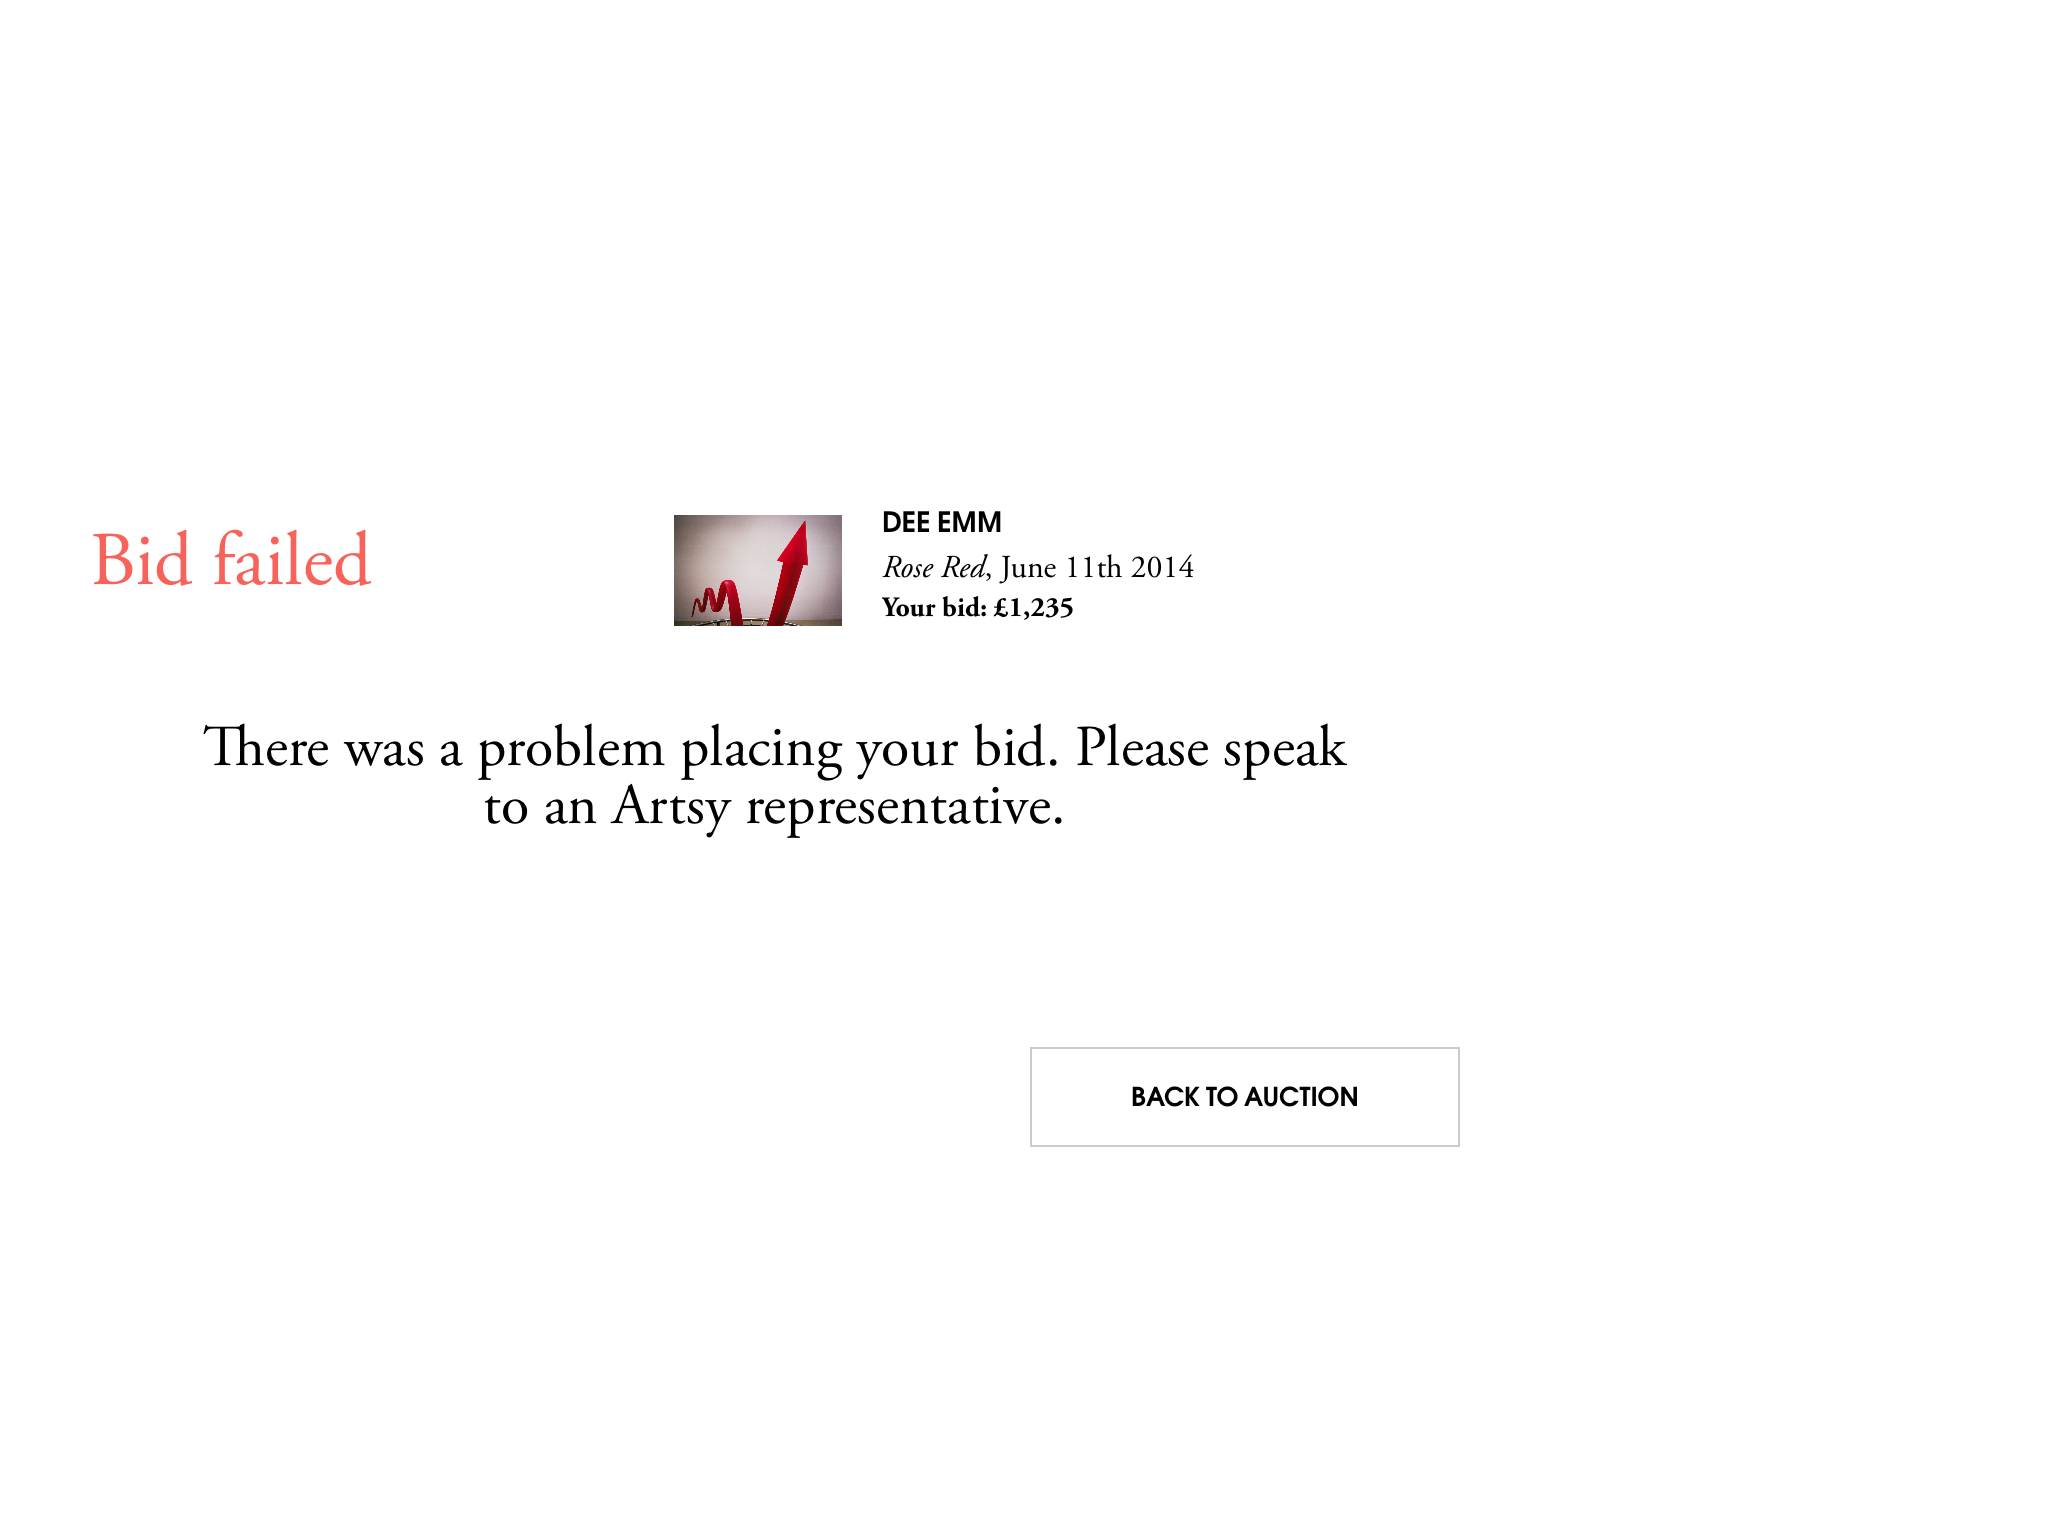 Bid failed
DEE EMM
Rose Red, June 11th 2014
Your bid: £1,235
There was a problem placing your bid. Please speak
to an Artsy representative.
BACK TO AUCTION